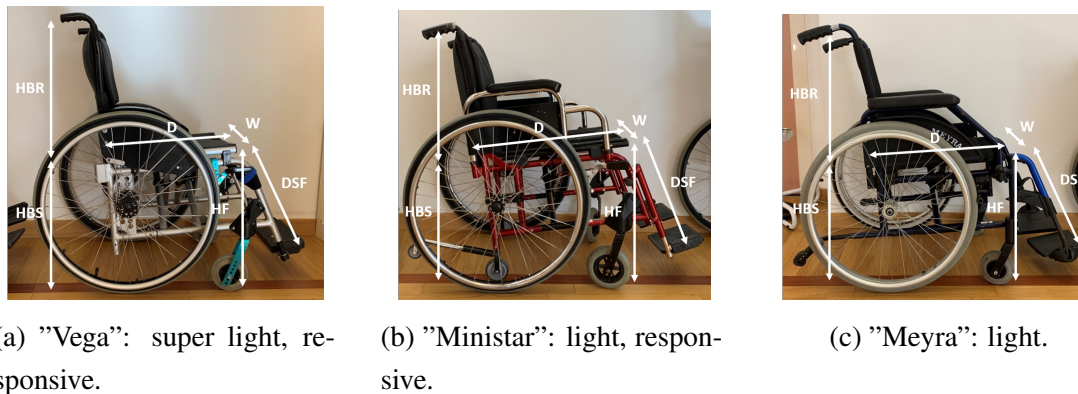 HBR
D
W
DSF
HBS
HF
HBR
D
W
DSF
HBS
HF
HBR
MEYRA
D
W
DS
HBS
HF
(a) ”Vega”: super light, re-
sponsive.
(b) ”Ministar”: light, respon-
sive.
(c) ”Meyra”: light.